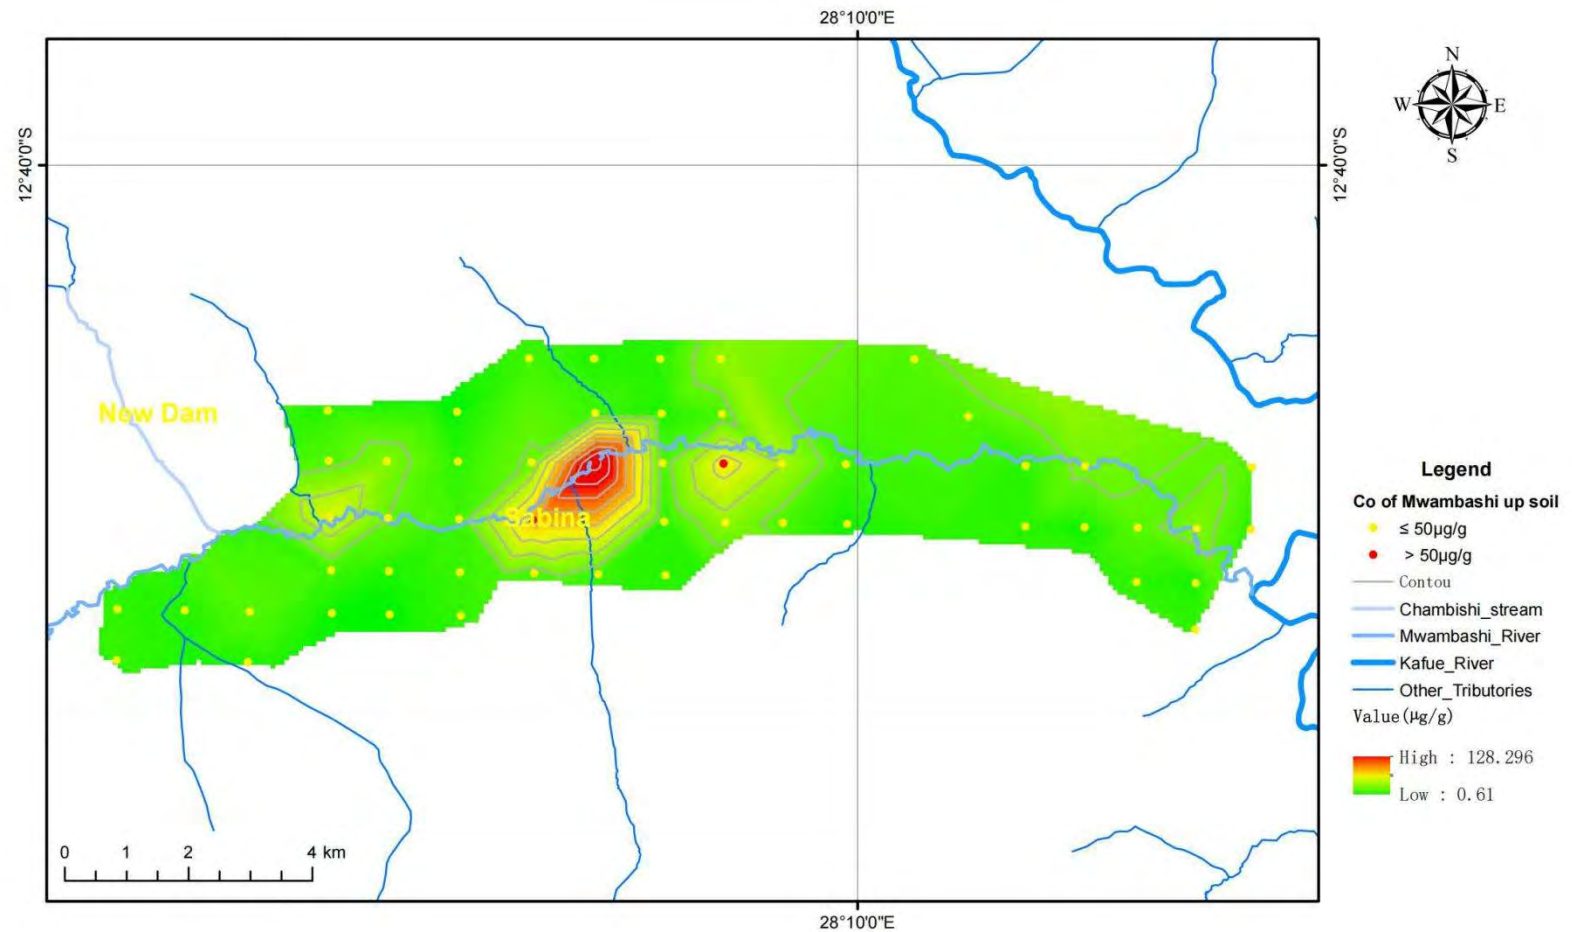 28°10'0"E
N
W E
S
12°40'0"S
12°40'0"S
New Dam
Sabina
Legend
Co of Mwambashi up soil
≤ 50μg/g
> 50μg/g
Contou
Chambishi_stream
Mwambashi_River
Kafue_River
Other_Tributories
Value(μg/g)
High : 128.296
Low : 0.61
0 1 2 4 km
28°10'0"E